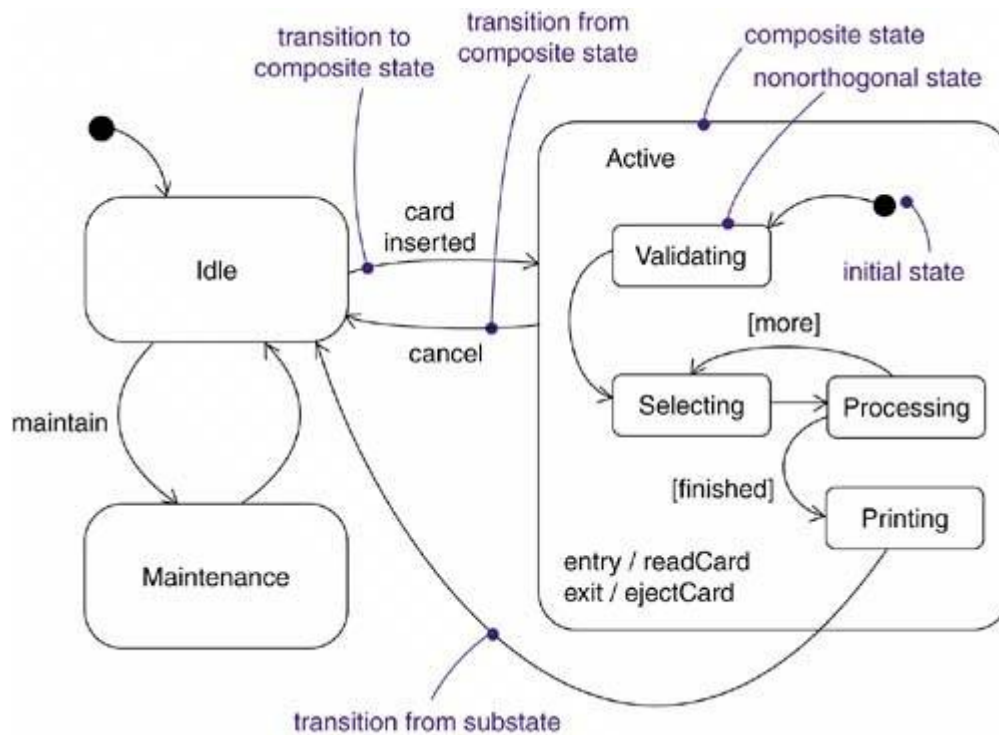 transition to
composite state
transition from
composite state
composite state
nonorthogonal state
Active
card
inserted
Idle
Validating
initial state
cancel
[more]
maintain
Selecting
Processing
[finished]
Printing
Maintenance
entry / readCard
exit / ejectCard
transition from substate